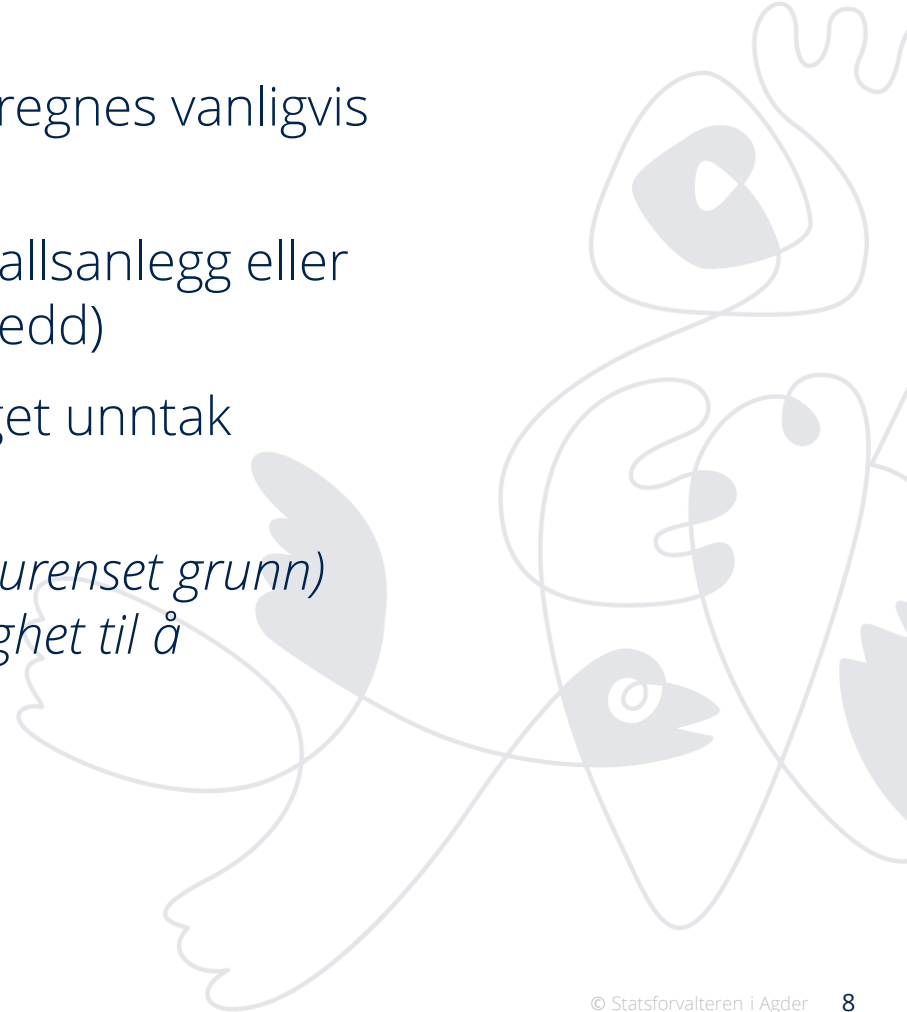 regnes vanligvis
allsanlegg eller
edd)
get unntak
urenset grunn)
ghet til å
© Statsforvalteren i Agder 8